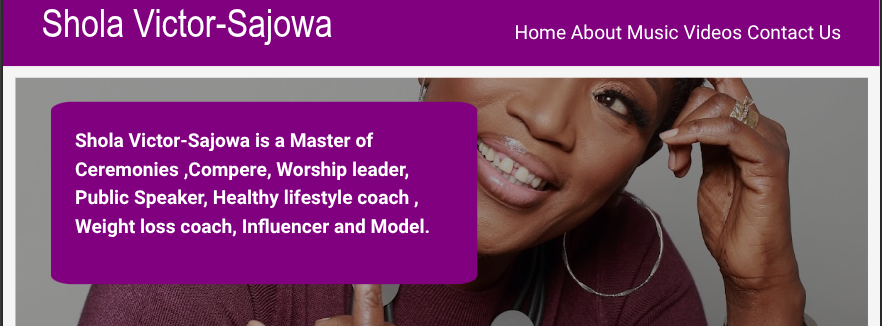 Shola Victor-Sajowa
Home About Music Videos Contact Us
Shola Victor-Sajowa is a Master of
Ceremonies ,Compere, Worship leader,
Public Speaker, Healthy lifestyle coach ,
Weight loss coach, Influencer and Model.